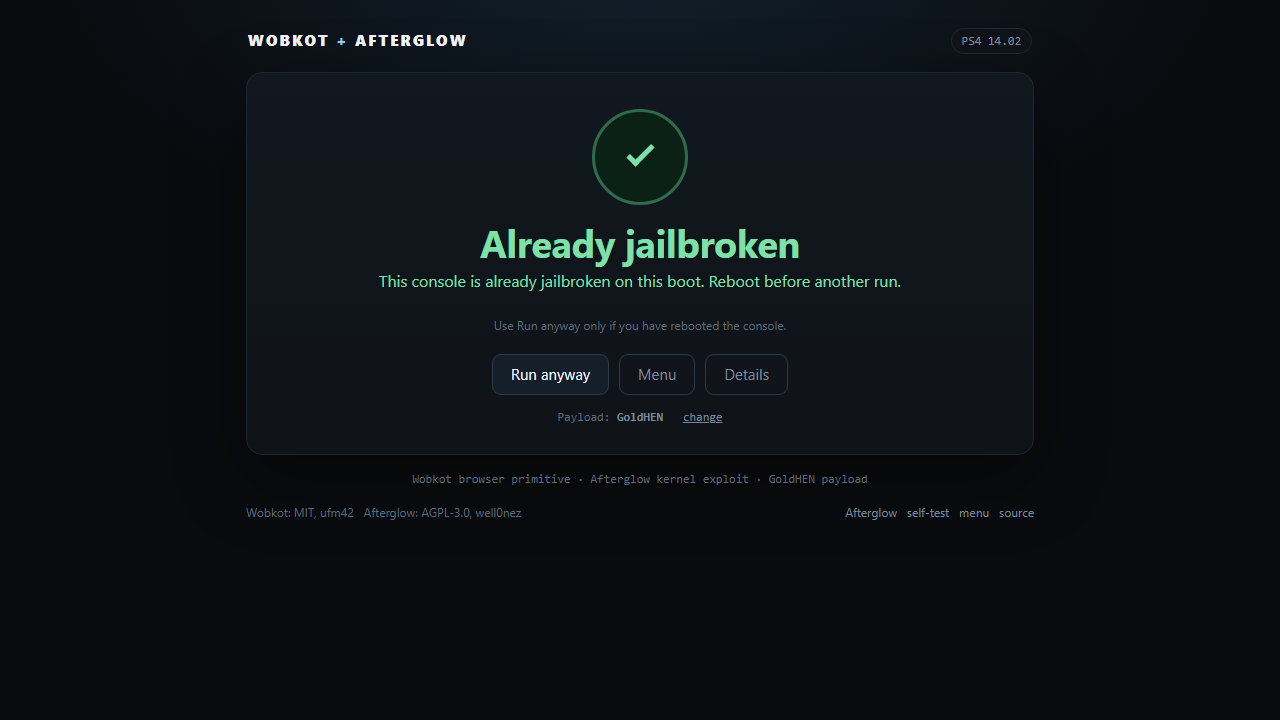 WOBKOT + AFTERGLOW
PS4 14.02
Already jailbroken
This console is already jailbroken on this boot. Reboot before another run.
Use Run anyway only if you have rebooted the console.
Run anyway
Menu
Details
Payload: GoldHEN change
Wobkot browser primitive · Afterglow kernel exploit · GoldHEN payload
Wobkot: MIT, ufm42 Afterglow: AGPL-3.0, well0nez
Afterglow self-test menu source